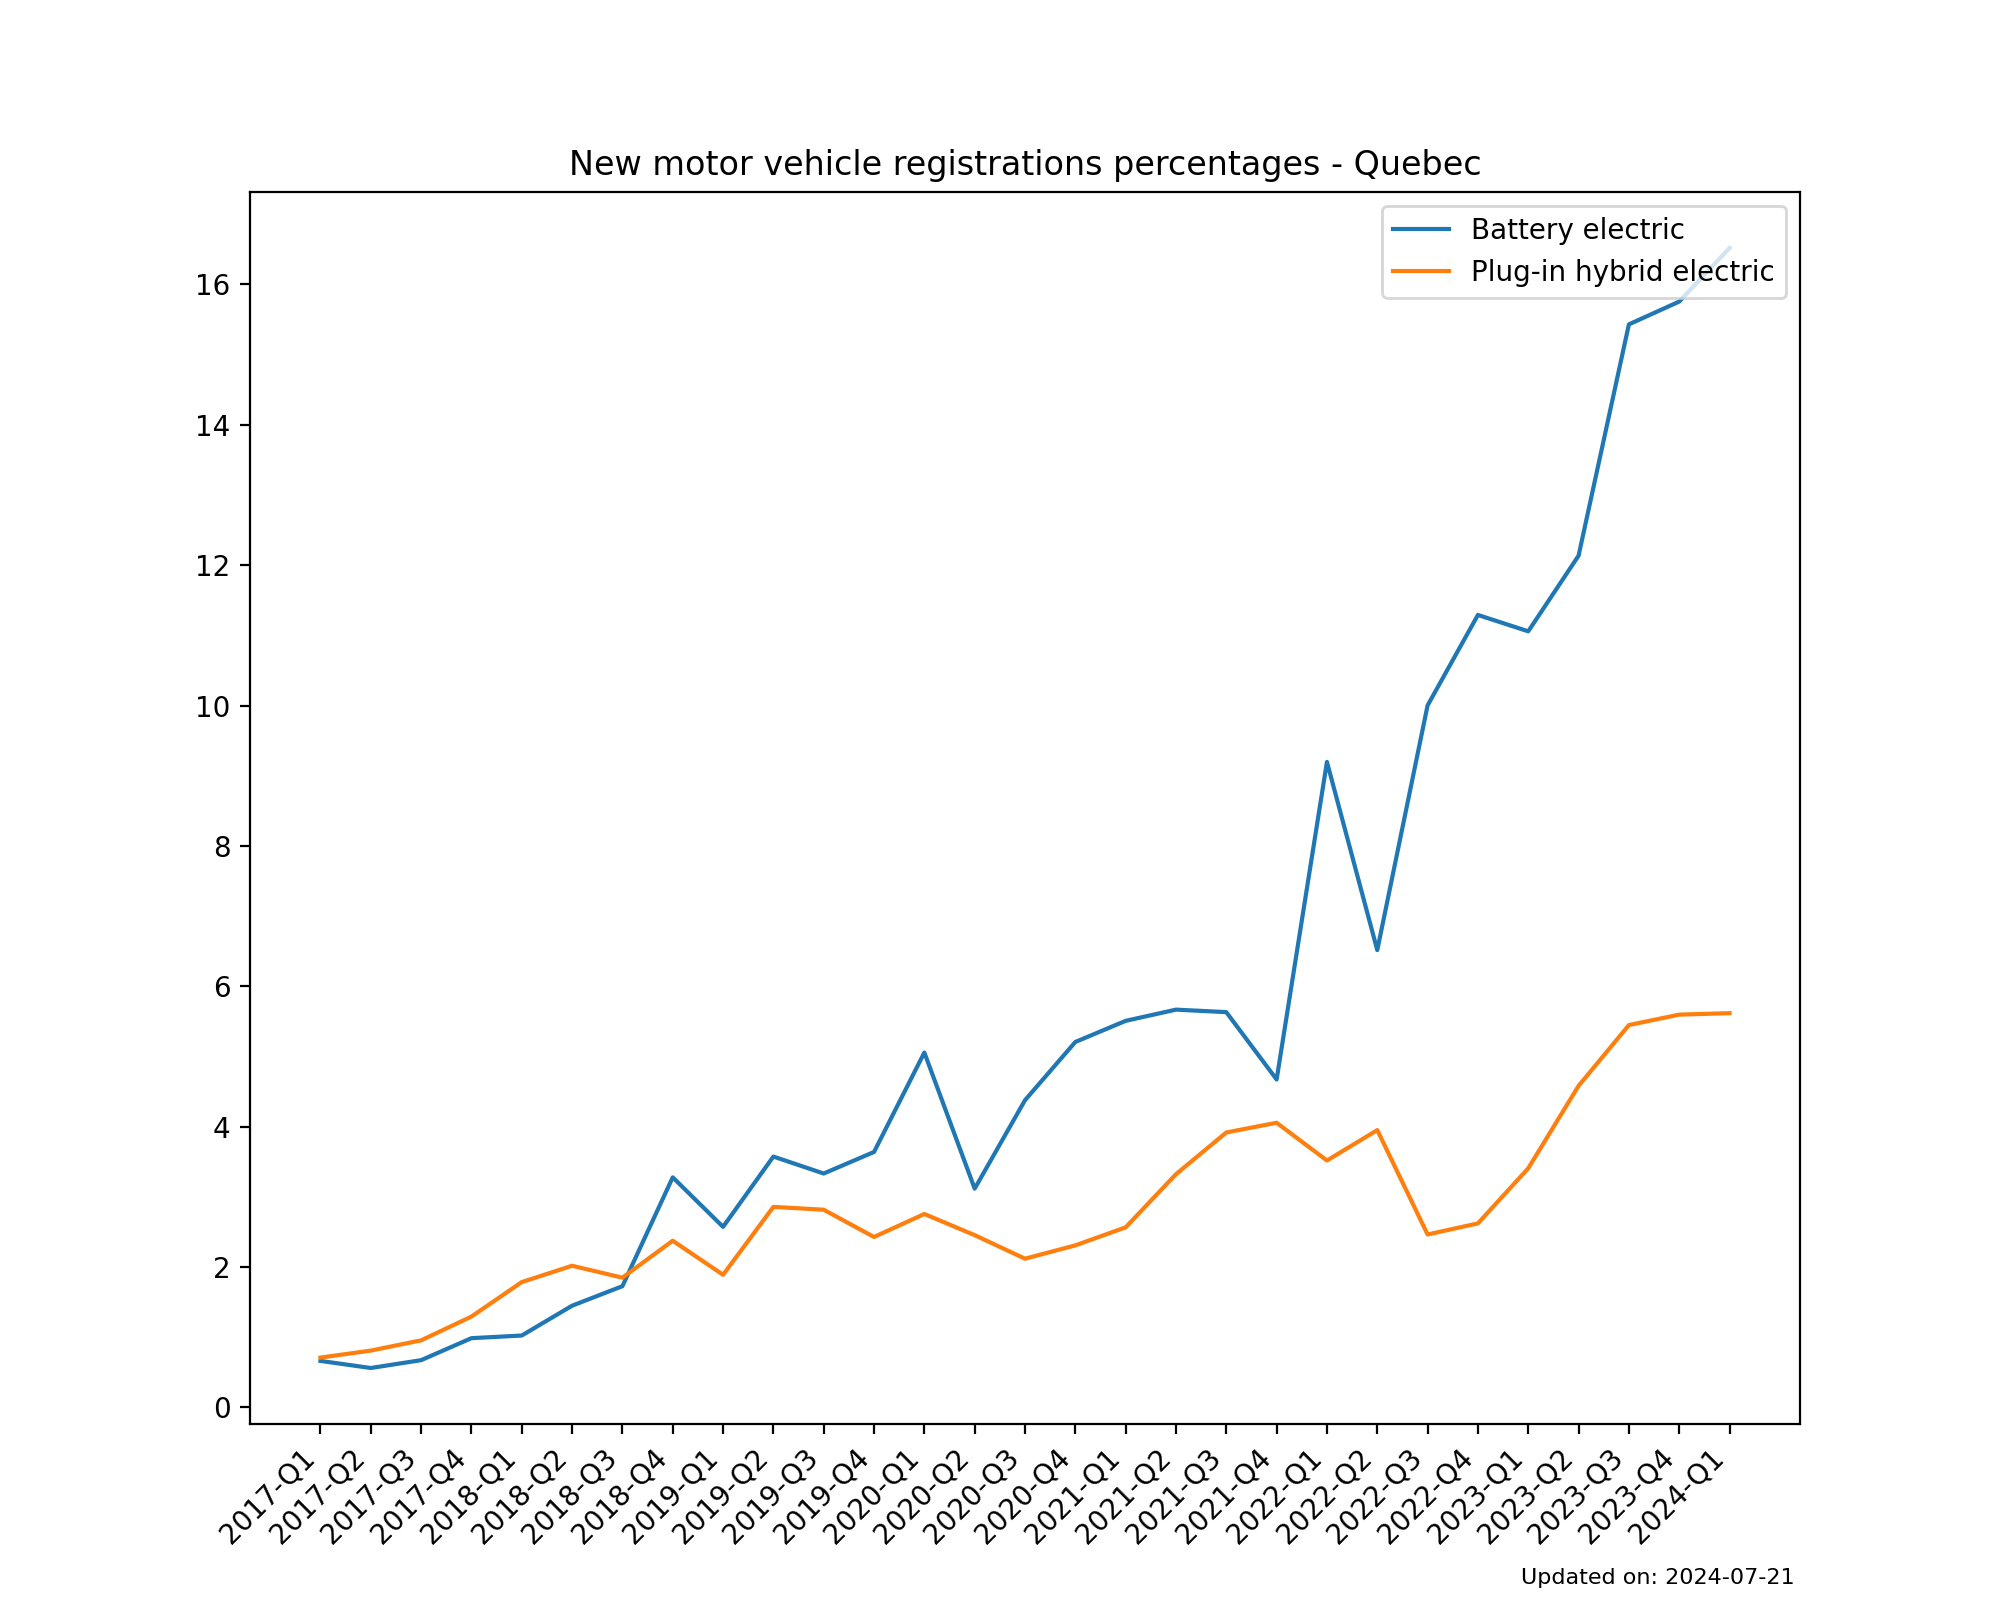 New motor vehicle registrations percentages - Quebec
Battery electric
Plug-in hybrid electric
16
14
12
10
8
6
4
2
0
2017-Q1
2017-Q2
2017-Q3
2017-Q4
2018-Q1
2018-Q2
2018-Q3
2018-Q4
2019-Q1
2019-Q2
2019-Q3
2019-Q4
2020-Q1
2020-Q2
2020-Q3
2020-Q4
2021-Q1
2021-Q2
2021-Q3
2021-Q4
2022-Q1
2022-Q2
2022-Q3
2022-Q4
2023-Q1
2023-Q2
2023-Q3
2023-Q4
2024-Q1
Updated on: 2024-07-21